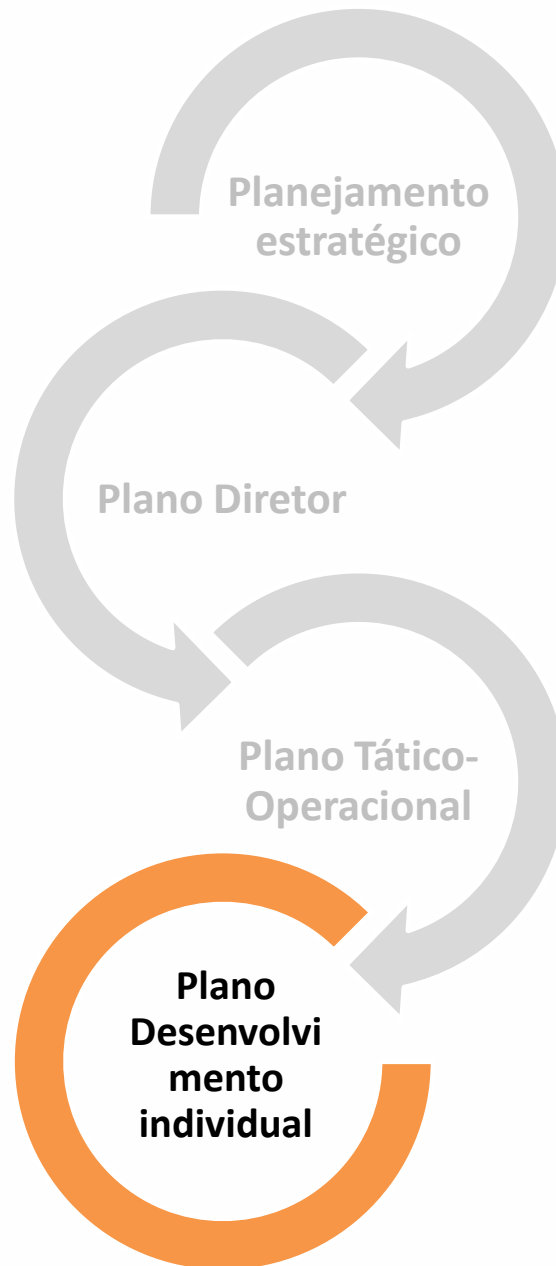 Planejamento
estratégico
Plano Diretor
Plano Tático-
Operacional
Plano
Desenvolvi
mento
individual